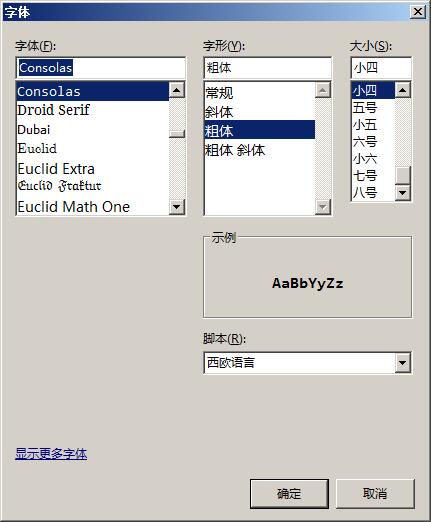 字体
字体(F):
Consolas
Consolas
Droid Serif
Dubai
Euclid
Euclid Extra
Euclid Fraktur
Euclid Math One
字形(Y):
粗体
常规
斜体
粗体
粗体 斜体
大小(S):
小四
小四
五号
小五
六号
小六
七号
八号
示例
AaBbYyZz
脚本(R):
西欧语言
显示更多字体
确定
取消